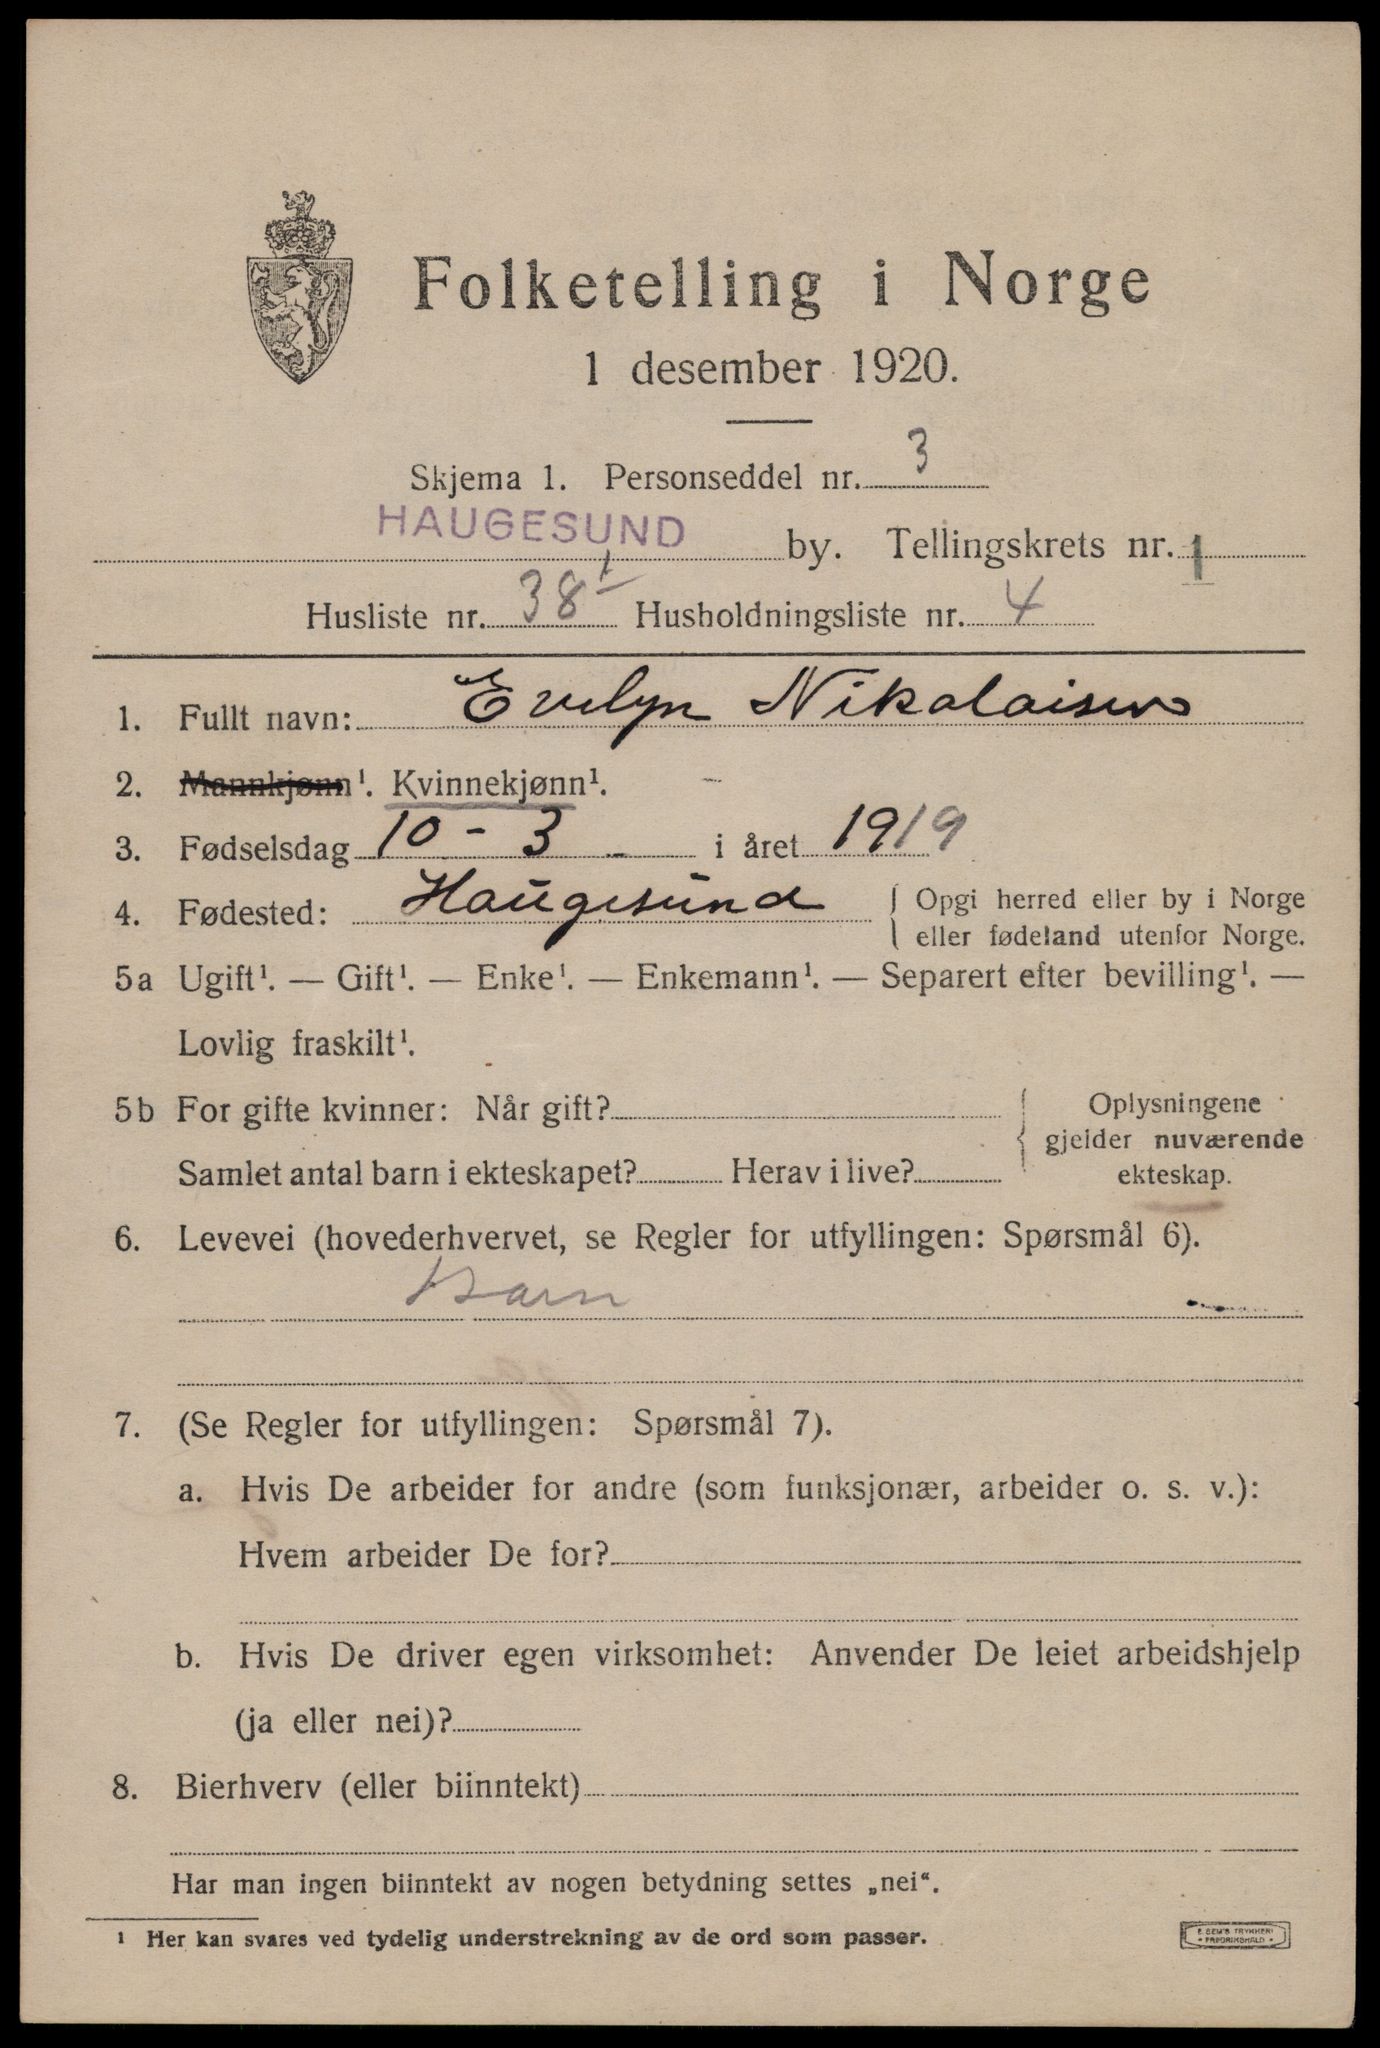 Folketelling i Norge
1 desember 1920.
Skjema 1. Personseddel nr. 3
HAUGESUND by. Tellingskrets nr. 1
Husliste nr. 38 1 Husholdningsliste nr. 4
1. Fullt navn: Evelyn Nikolaisen
2. Mannkjønn¹. Kvinnekjønn¹.
3. Fødselsdag 10 - 3 i året 1919
4. Fødested: Haugesund { Opgi herred eller by i Norge
eller fødeland utenfor Norge.
5a Ugift¹. — Gift¹. — Enke¹. — Enkemann¹. — Separert efter bevilling¹. —
Lovlig fraskilt¹.
5b For gifte kvinner: Når gift? { Oplysningene
gjelder nuværende
Samlet antal barn i ekteskapet? Herav i live? ekteskap.
6. Levevei (hovederhvervet, se Regler for utfyllingen: Spørsmål 6).
Barn
7. (Se Regler for utfyllingen: Spørsmål 7).
a. Hvis De arbeider for andre (som funksjonær, arbeider o. s. v.):
Hvem arbeider De for?
b. Hvis De driver egen virksomhet: Anvender De leiet arbeidshjelp
(ja eller nei)?
8. Bierhverv (eller biinntekt)
Har man ingen biinntekt av nogen betydning settes „nei“.
¹ Her kan svares ved tydelig understrekning av de ord som passer.
E. SEM'S TRYKKERI
FREDRIKSHALD